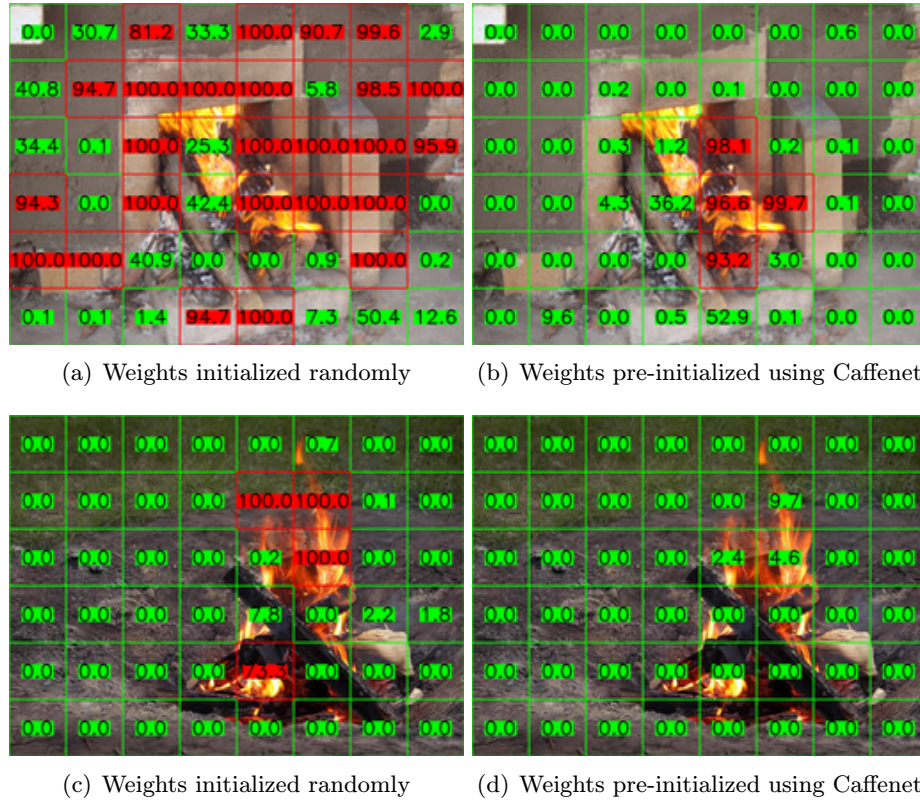 0.0 30.7 81.2 33.3 100.0 90.7 99.6 2.9
40.8 94.7 100.0 100.0 100.0 5.8 98.5 100.0
34.4 0.1 100.0 25.3 100.0 100.0 100.0 95.9
94.3 0.0 100.0 42.4 100.0 100.0 100.0 0.0
100.0 100.0 40.9 0.0 0.0 0.9 100.0 0.2
0.1 0.1 1.4 94.7 100.0 7.3 50.4 12.6
(a) Weights initialized randomly
0.0 0.0 0.0 0.0 0.0 0.0 0.6 0.0
0.0 0.0 0.2 0.0 0.1 0.0 0.0 0.0
0.0 0.0 0.3 1.2 98.1 0.2 0.1 0.0
0.0 0.0 4.3 36.2 96.6 99.7 0.1 0.0
0.0 0.0 0.0 0.0 93.2 3.0 0.0 0.0
0.0 9.6 0.0 0.5 52.9 0.1 0.0 0.0
(b) Weights pre-initialized using Caffenet
0.0 0.0 0.0 0.0 0.0 0.7 0.0 0.0
0.0 0.0 0.0 0.0 100.0 100.0 0.1 0.0
0.0 0.0 0.0 0.0 0.2 100.0 0.0 0.0
0.0 0.0 0.0 0.0 7.8 0.0 2.2 1.8
0.0 0.0 0.0 0.0 73.3 0.0 0.0 0.0
0.0 0.0 0.0 0.0 0.0 0.0 0.0 0.0
(c) Weights initialized randomly
0.0 0.0 0.0 0.0 0.0 0.0 0.0 0.0
0.0 0.0 0.0 0.0 0.0 9.7 0.0 0.0
0.0 0.0 0.0 0.0 2.4 4.6 0.0 0.0
0.0 0.0 0.0 0.0 0.0 0.0 0.0 0.0
0.0 0.0 0.0 0.0 0.0 0.0 0.0 0.0
0.0 0.0 0.0 0.0 0.0 0.0 0.0 0.0
(d) Weights pre-initialized using Caffenet